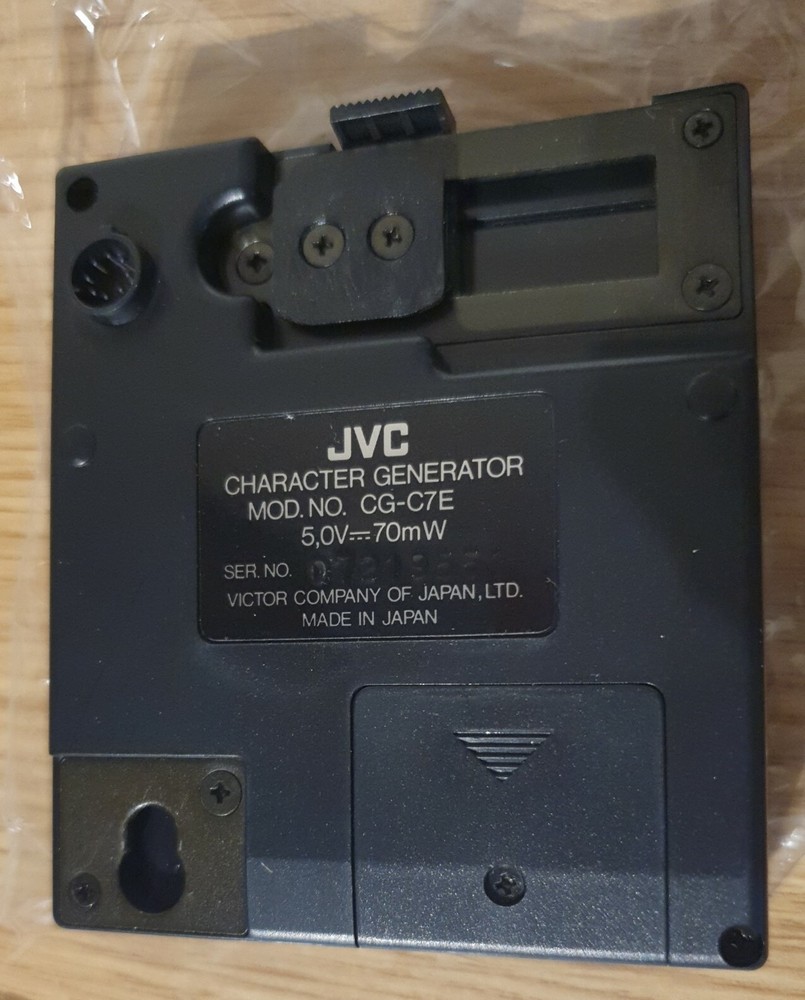 JVC
CHARACTER GENERATOR
MOD. NO. CG-C7E
5,0V⎓70mW
SER. NO.
VICTOR COMPANY OF JAPAN, LTD.
MADE IN JAPAN